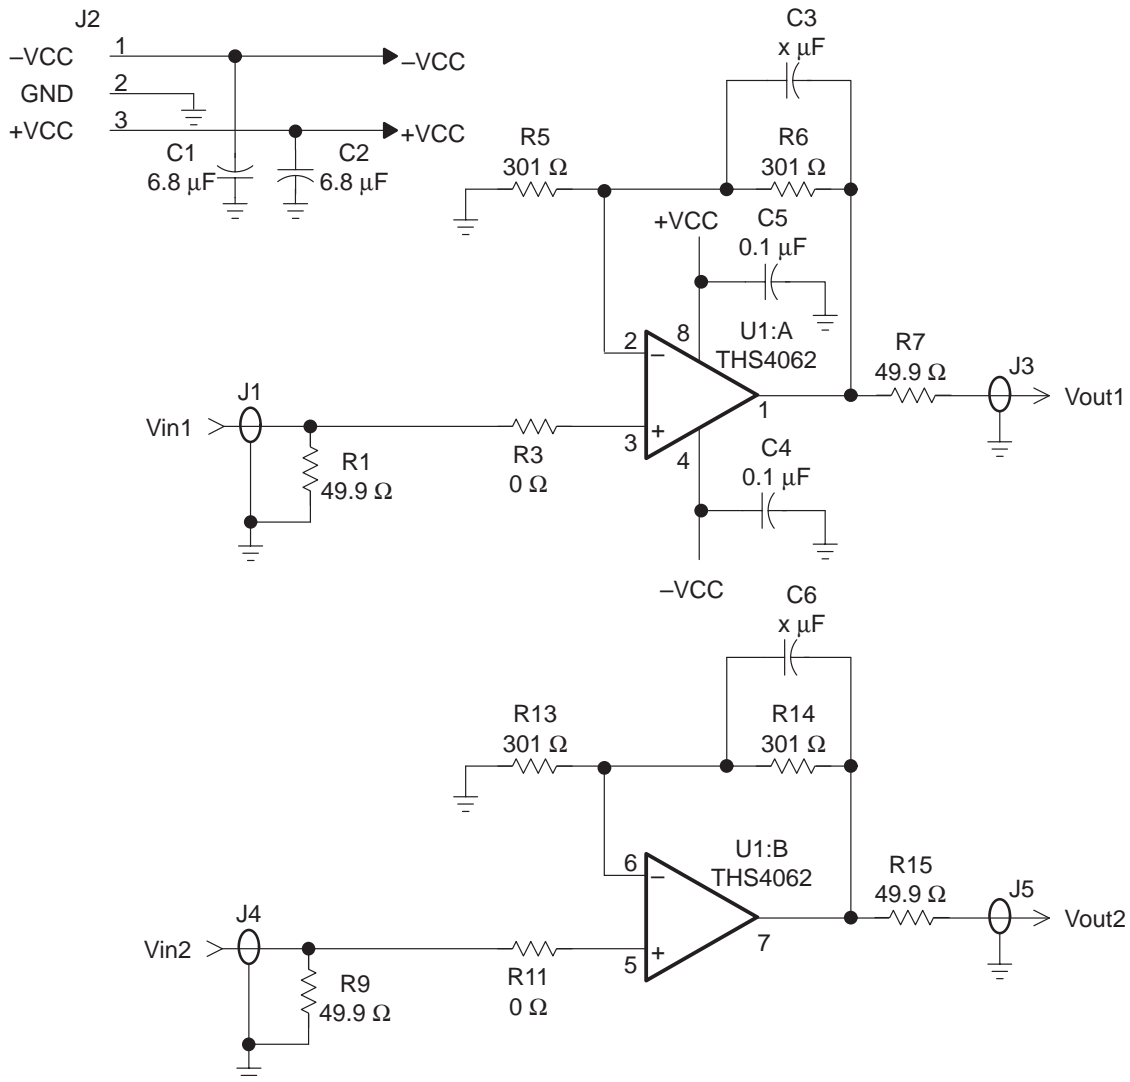 J2
–VCC 1 –VCC
GND 2
+VCC 3 +VCC
C1
6.8 μF
C2
6.8 μF
C3
x μF
R5
301 Ω
R6
301 Ω
+VCC
C5
0.1 μF
U1:A
THS4062
2
–
8
R7
49.9 Ω
J3
Vout1
1
Vin1
J1
R1
49.9 Ω
R3
0 Ω
+
3
4
C4
0.1 μF
–VCC
C6
x μF
R13
301 Ω
R14
301 Ω
U1:B
THS4062
6
–
R15
49.9 Ω
J5
Vout2
7
Vin2
J4
R9
49.9 Ω
R11
0 Ω
+
5